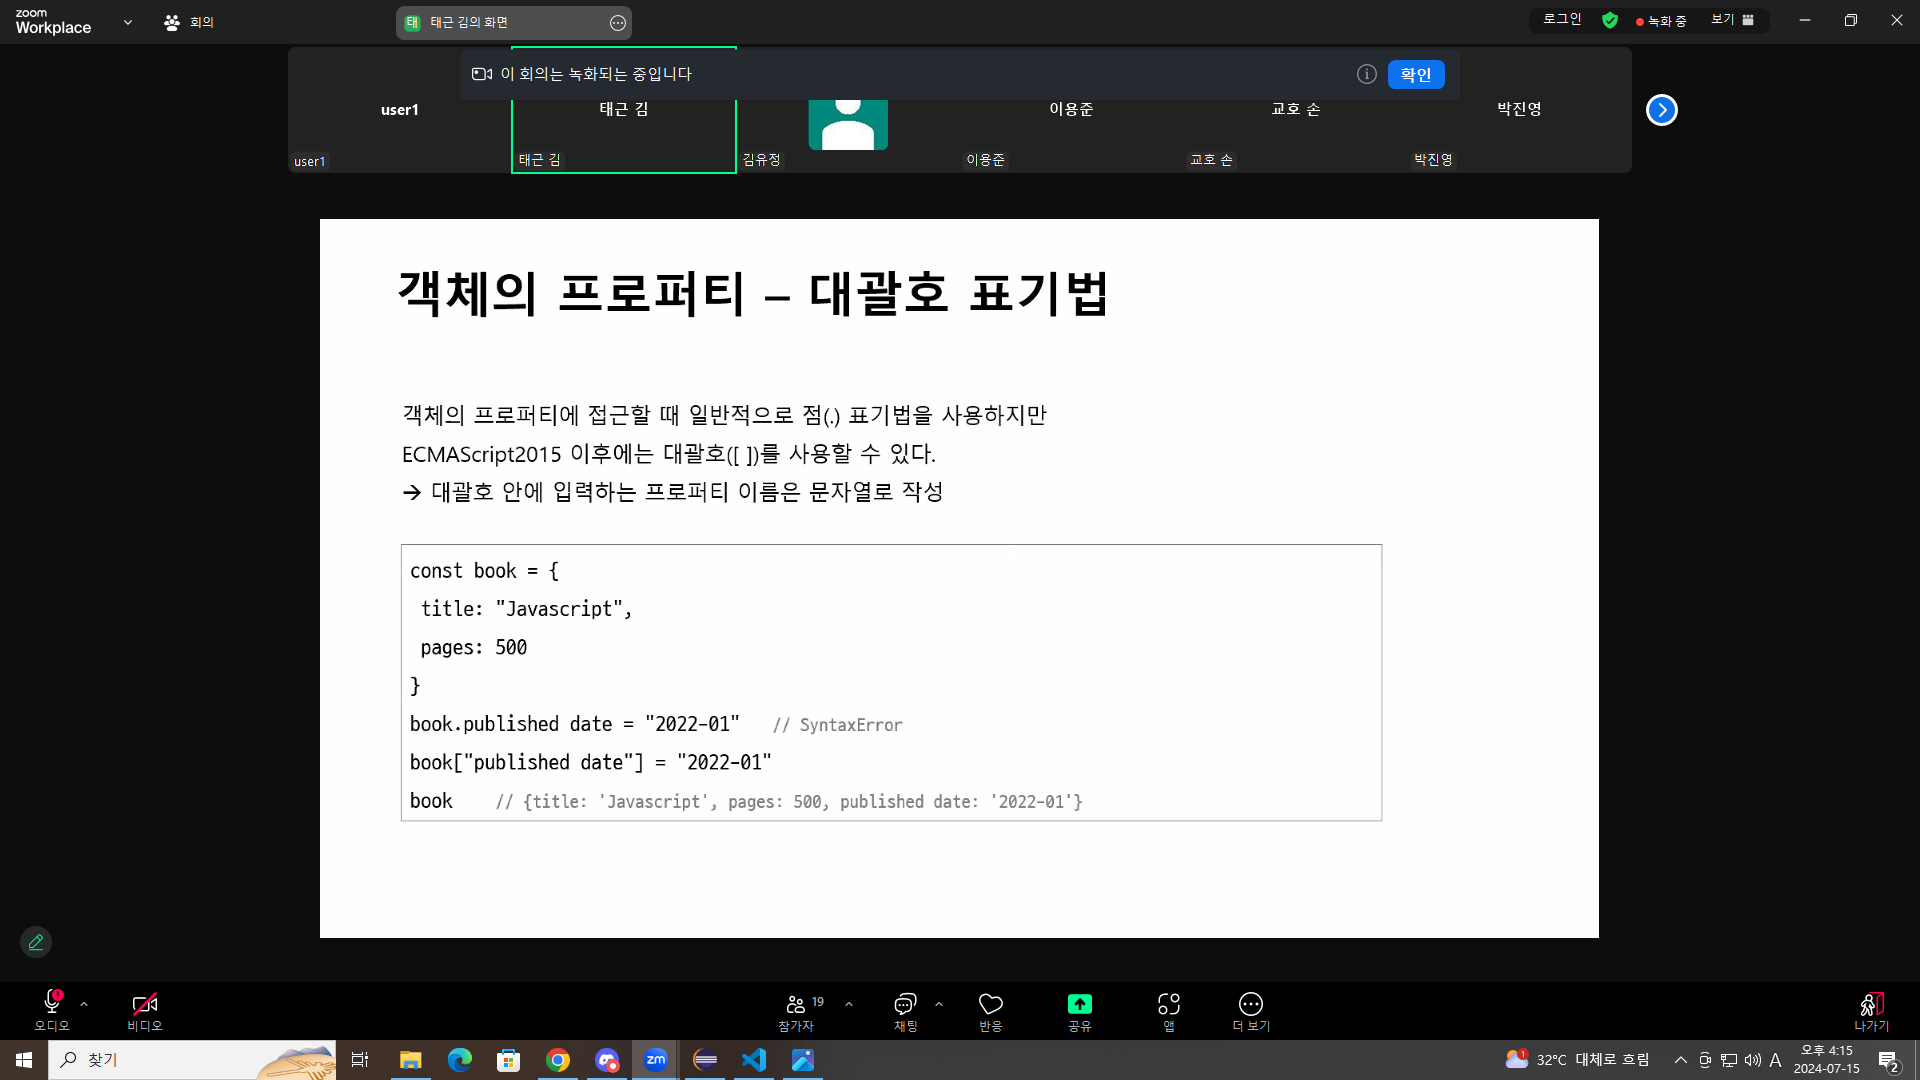 zoom
Workplace
회의
태
태근 김의 화면
로그인
녹화 중
보기
이 회의는 녹화되는 중입니다
확인
user1
태근 김
이용준
교호 손
박진영
user1
태근 김
김유정
이용준
교호 손
박진영
객체의 프로퍼티 – 대괄호 표기법
객체의 프로퍼티에 접근할 때 일반적으로 점(.) 표기법을 사용하지만
ECMAScript2015 이후에는 대괄호([ ])를 사용할 수 있다.
→ 대괄호 안에 입력하는 프로퍼티 이름은 문자열로 작성
const book = {
title: "Javascript",
pages: 500
}
book.published date = "2022-01" // SyntaxError
book["published date"] = "2022-01"
book // {title: 'Javascript', pages: 500, published date: '2022-01'}
오디오
비디오
19
참가자
채팅
반응
공유
앱
더 보기
나가기
찾기
zm
1
32°C 대체로 흐림
A
오후 4:15
2024-07-15
2